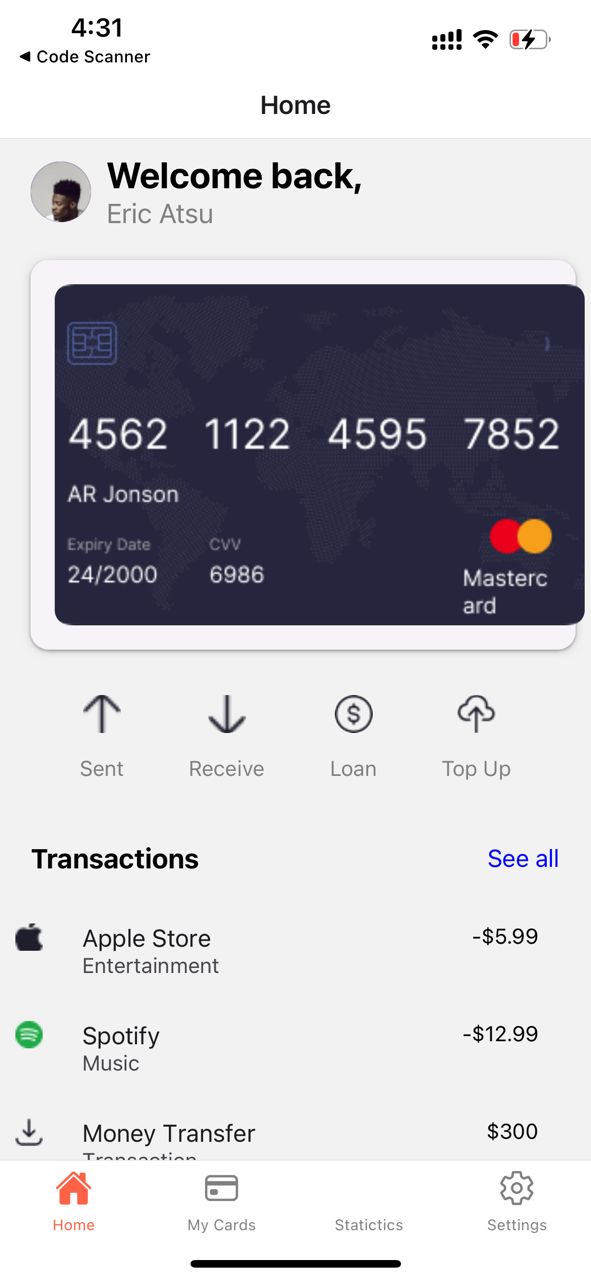 4:31
◀ Code Scanner
Home
Welcome back,
Eric Atsu
4562 1122 4595 7852
AR Jonson
Expiry Date CVV
24/2000 6986
Masterc
ard
Sent Receive Loan Top Up
Transactions See all
Apple Store -$5.99
Entertainment
Spotify -$12.99
Music
Money Transfer $300
Transaction
Home My Cards Statictics Settings